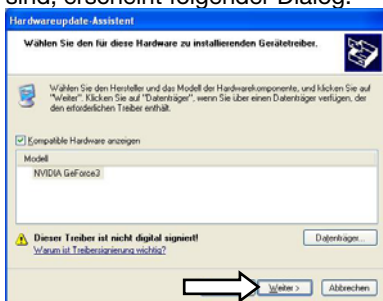 sind, erscheint folgender Dialog:
Hardwareupdate-Assistent
Wählen Sie den für diese Hardware zu installierenden Gerätetreiber.
Wählen Sie den Hersteller und das Modell der Hardwarekomponente, und klicken Sie auf
"Weiter". Klicken Sie auf "Datenträger", wenn Sie über einen Datenträger verfügen, der
den erforderlichen Treiber enthält.
Kompatible Hardware anzeigen
Modell
NVIDIA GeForce3
Dieser Treiber ist nicht digital signiert!
Datenträger...
Warum ist Treibersignierung wichtig?
Weiter >
Abbrechen